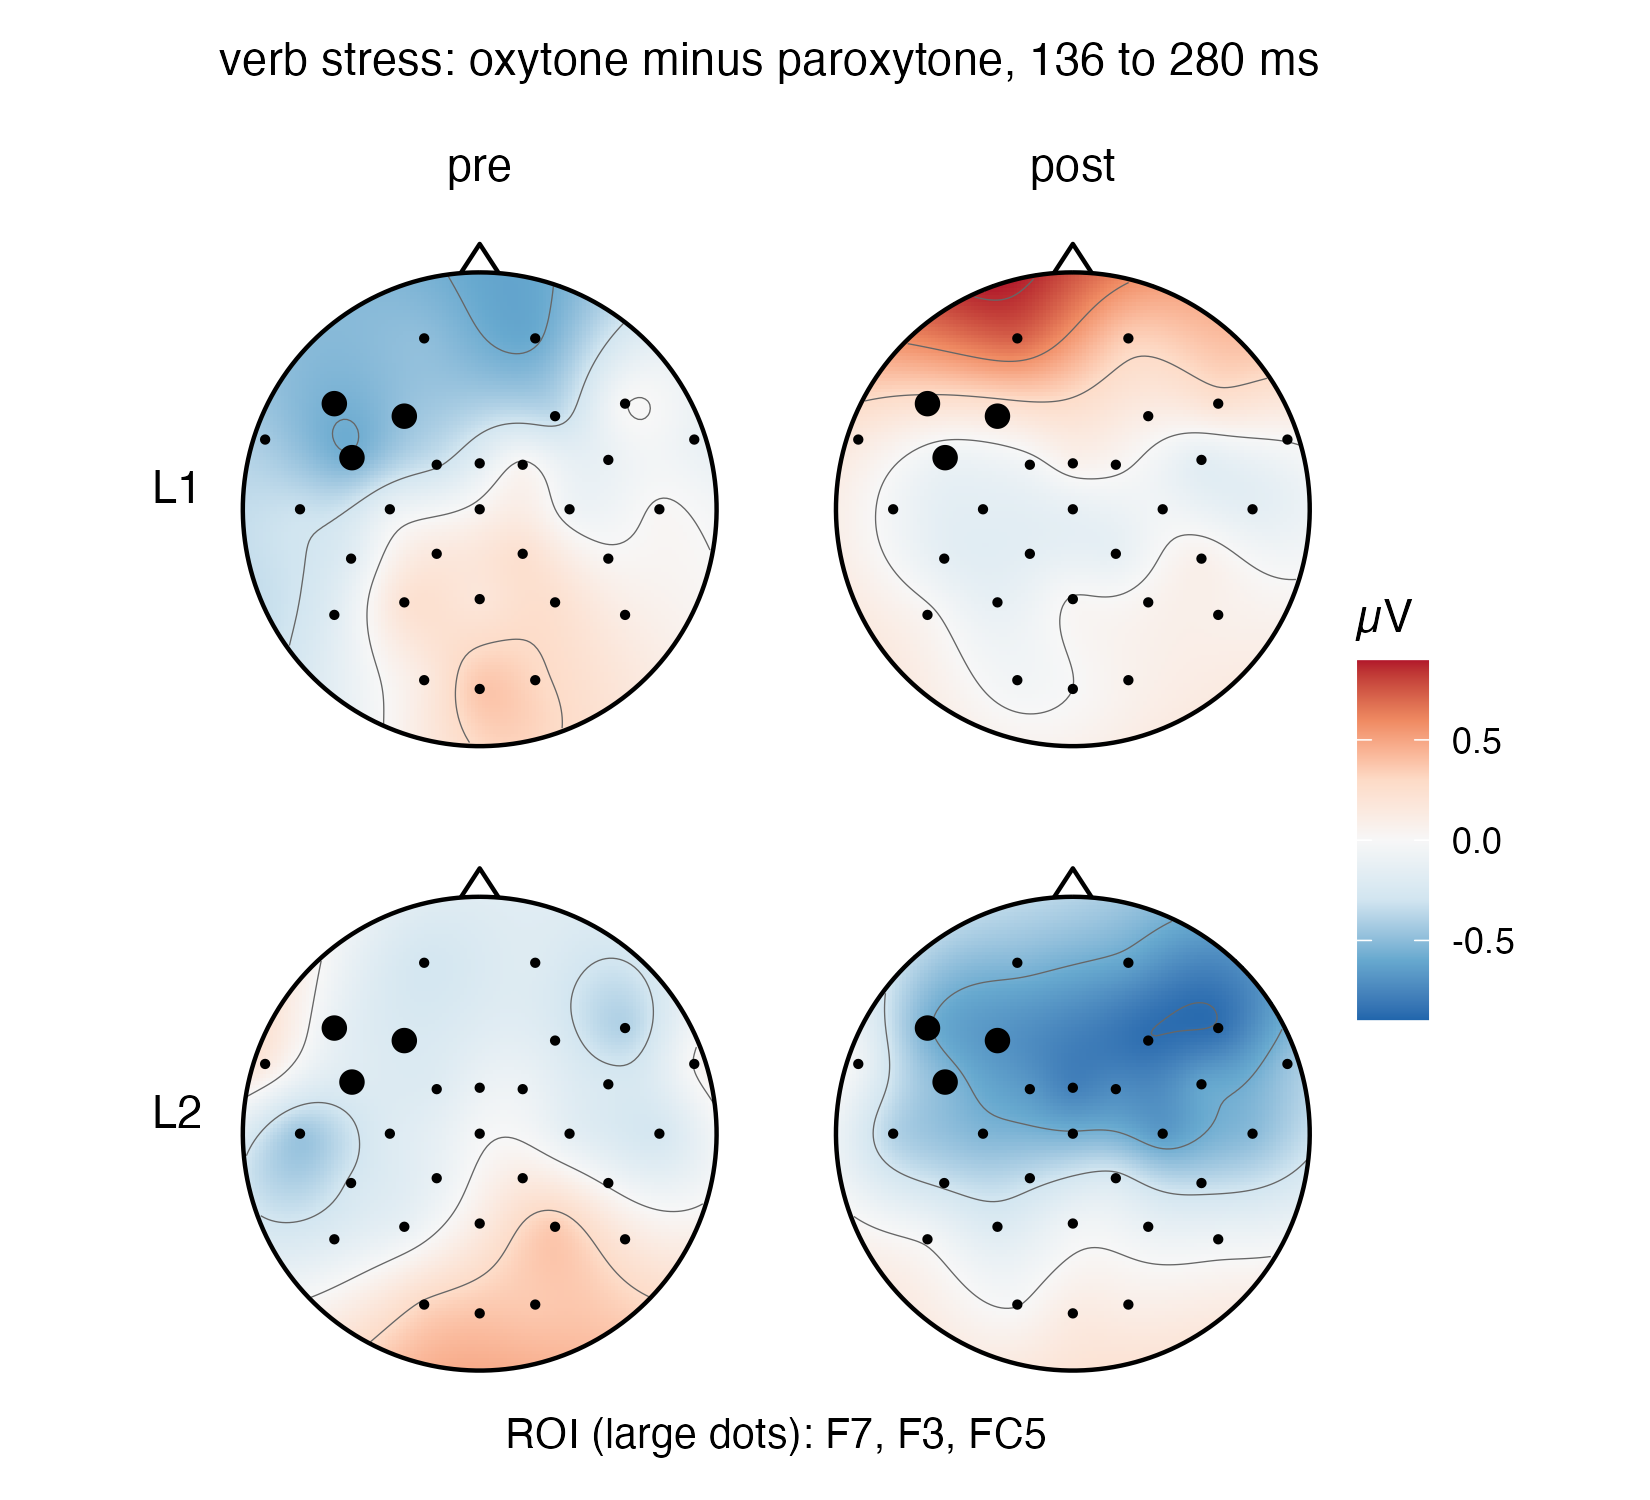 verb stress: oxytone minus paroxytone, 136 to 280 ms
pre post
L1
µV
0.5
0.0
-0.5
L2
ROI (large dots): F7, F3, FC5